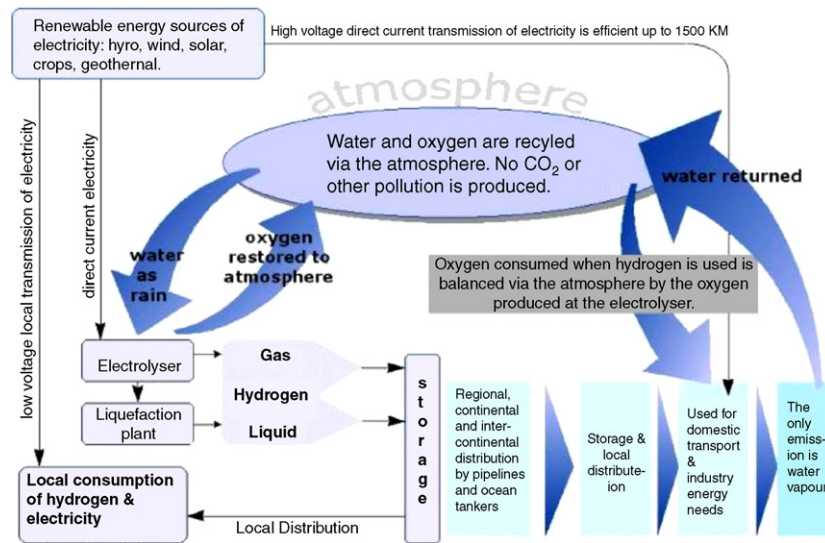 Renewable energy sources of
electricity: hyro, wind, solar,
crops, geothernal.
High voltage direct current transmission of electricity is efficient up to 1500 KM
atmosphere
Water and oxygen are recyled
via the atmosphere. No CO₂ or
other pollution is produced.
water returned
low voltage local transmission of electricity
direct current electricity
water
as
rain
oxygen
restored to
atmosphere
Oxygen consumed when hydrogen is used is
balanced via the atmosphere by the oxygen
produced at the electrolyser.
Electrolyser
Liquefaction
plant
Gas
Hydrogen
Liquid
storage
Regional,
continental
and inter-
continental
distribution
by pipelines
and ocean
tankers
Storage &
local
distribute-
ion
Used for
domestic
transport
&
industry
energy
needs
The
only
emiss-
ion is
water
vapour
Local consumption
of hydrogen &
electricity
Local Distribution